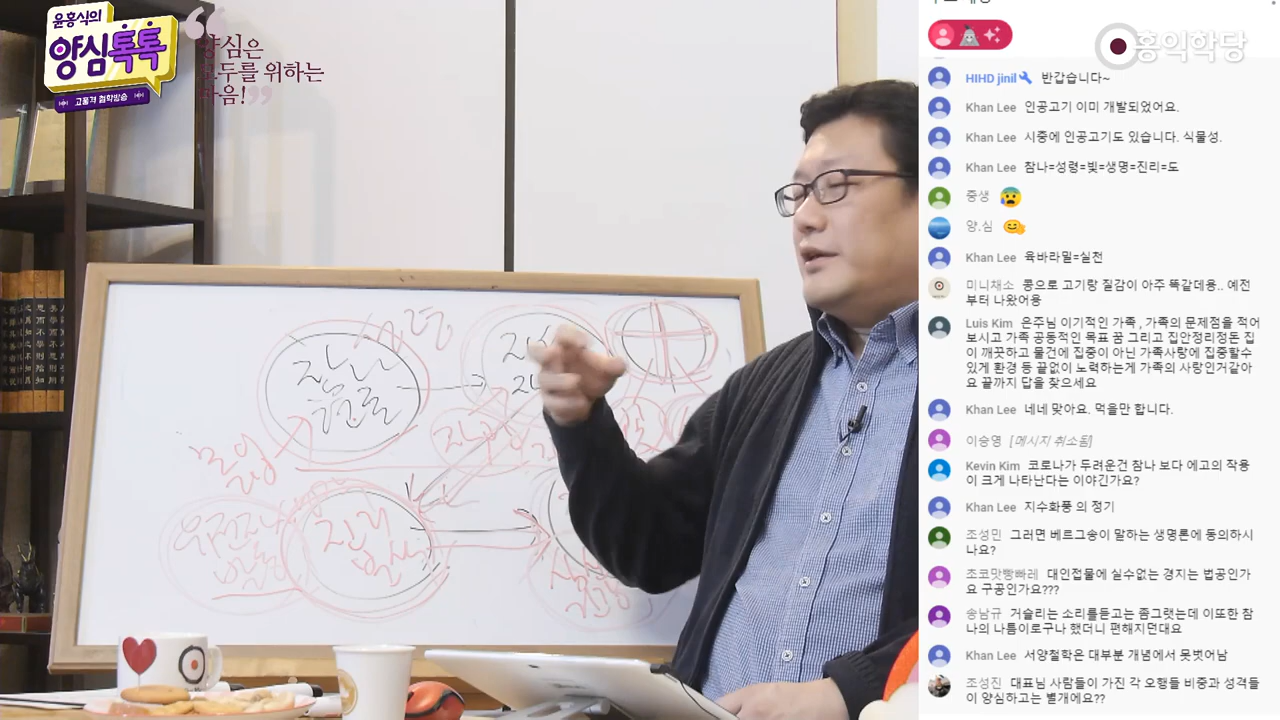 윤홍식의
양심톡톡
고품격 철학방송
양심은
모두를 위하는
마음!
홍익학당
HIHD jinil 반갑습니다~
Khan Lee 인공고기 이미 개발되었어요.
Khan Lee 시중에 인공고기도 있습니다. 식물성.
Khan Lee 참나=성령=빛=생명=진리=도
중생
양.심
Khan Lee 육바라밀=실천
미니채소 콩으로 고기랑 질감이 아주 똑같데용.. 예전
부터 나왔어용
Luis Kim 은주님 이기적인 가족 , 가족의 문제점을 적어
보시고 가족 공동적인 목표 꿈 그리고 집안정리정돈 집
이 깨끗하고 물건에 집중이 아닌 가족사랑에 집중할수
있게 환경 등 끝없이 노력하는게 가족의 사랑인거같아
요 끝까지 답을 찾으세요
Khan Lee 네네 맞아요. 먹을만 합니다.
이승영 [메시지 취소됨]
Kevin Kim 코로나가 두려운건 참나 보다 에고의 작용
이 크게 나타난다는 이야긴가요?
Khan Lee 지수화풍 의 정기
조성민 그러면 베르그송이 말하는 생명론에 동의하시
나요?
초코맛빵빠레 대인접물에 실수없는 경지는 법공인가
요 구공인가요???
송남규 거슬리는 소리를듣고는 좀그랫는데 이또한 참
나의 나툼이로구나 했더니 편해지던대요
Khan Lee 서양철학은 대부분 개념에서 못벗어남
조성진 대표님 사람들이 가진 각 오행들 비중과 성격들
이 양심하고는 별개에요??